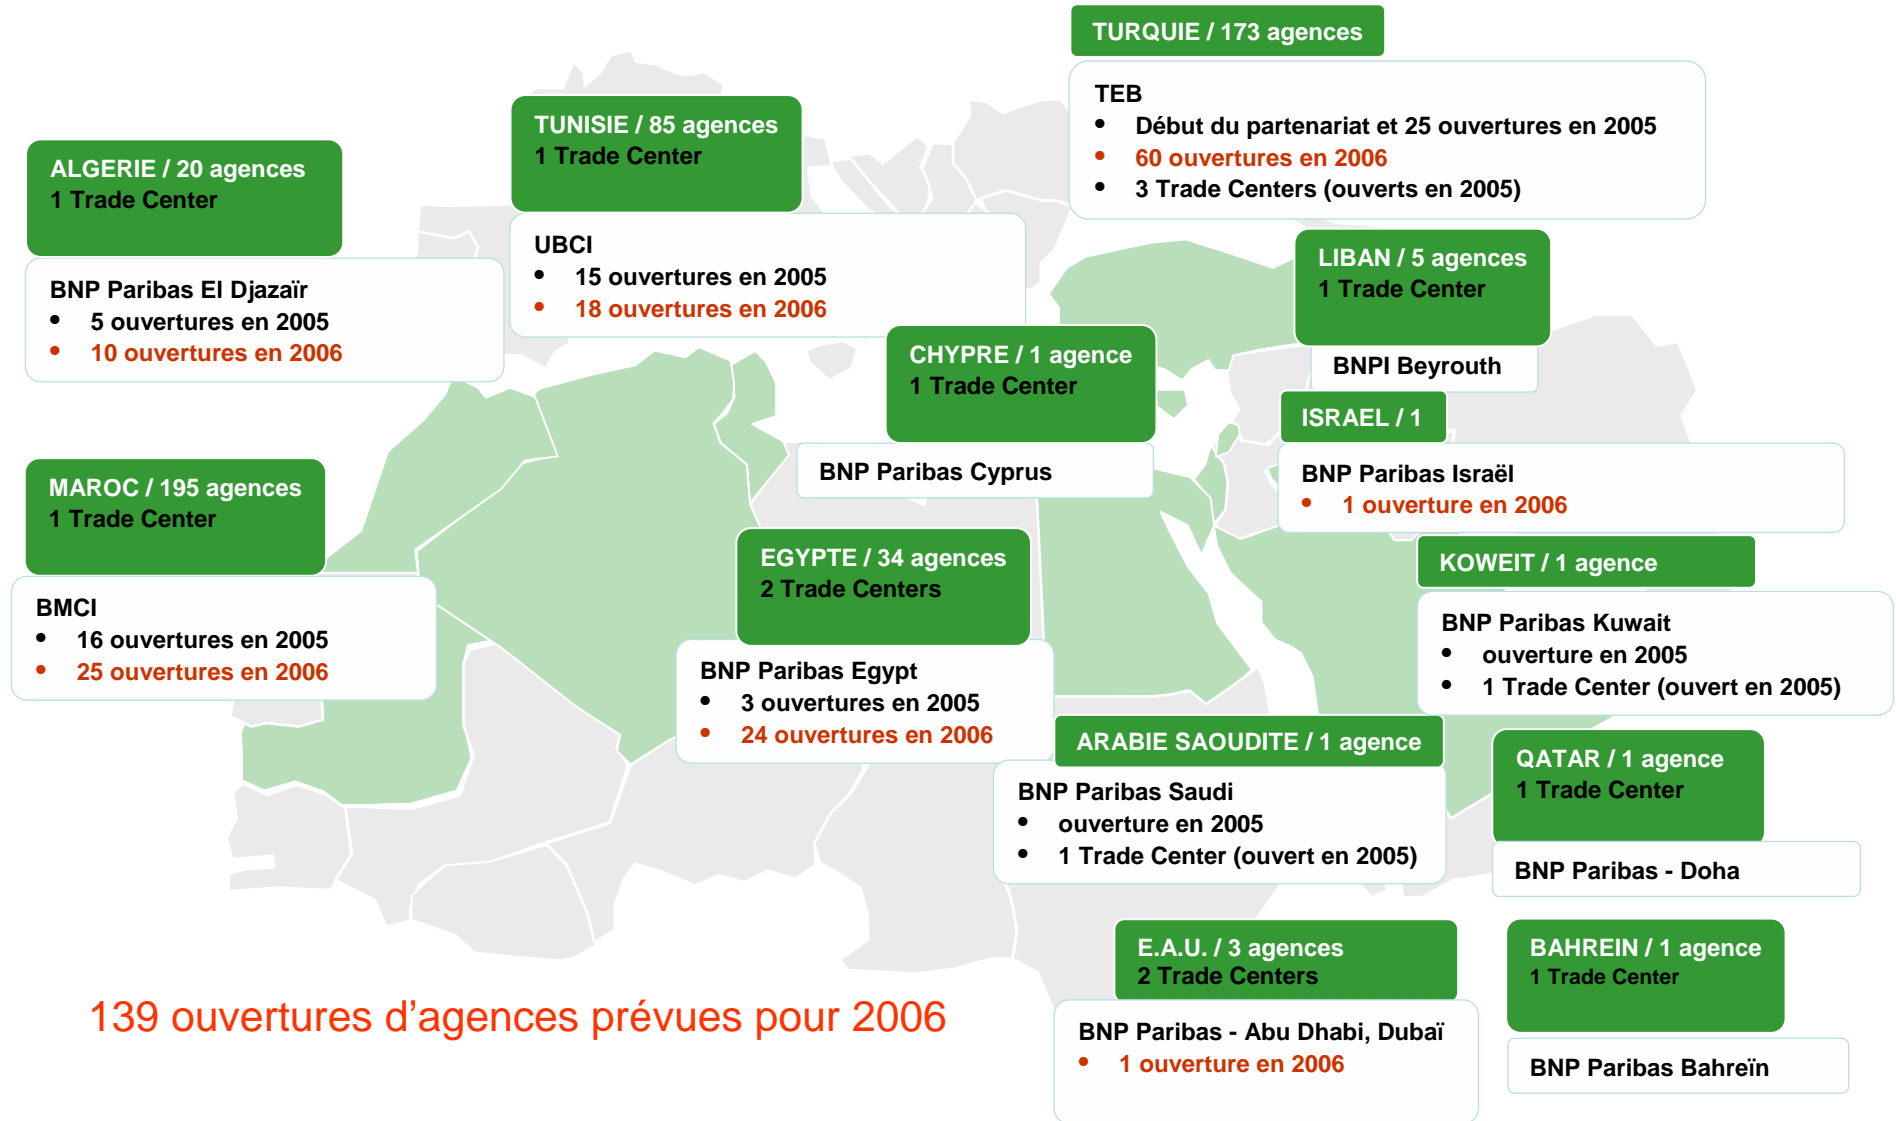 TURQUIE / 173 agences
TEB
• Début du partenariat et 25 ouvertures en 2005
• 60 ouvertures en 2006
• 3 Trade Centers (ouverts en 2005)
TUNISIE / 85 agences
1 Trade Center
UBCI
• 15 ouvertures en 2005
• 18 ouvertures en 2006
ALGERIE / 20 agences
1 Trade Center
BNP Paribas El Djazaïr
• 5 ouvertures en 2005
• 10 ouvertures en 2006
LIBAN / 5 agences
1 Trade Center
BNPI Beyrouth
CHYPRE / 1 agence
1 Trade Center
BNP Paribas Cyprus
ISRAEL / 1
BNP Paribas Israël
• 1 ouverture en 2006
MAROC / 195 agences
1 Trade Center
BMCI
• 16 ouvertures en 2005
• 25 ouvertures en 2006
EGYPTE / 34 agences
2 Trade Centers
BNP Paribas Egypt
• 3 ouvertures en 2005
• 24 ouvertures en 2006
KOWEIT / 1 agence
BNP Paribas Kuwait
• ouverture en 2005
• 1 Trade Center (ouvert en 2005)
ARABIE SAOUDITE / 1 agence
BNP Paribas Saudi
• ouverture en 2005
• 1 Trade Center (ouvert en 2005)
QATAR / 1 agence
1 Trade Center
BNP Paribas - Doha
E.A.U. / 3 agences
2 Trade Centers
BNP Paribas - Abu Dhabi, Dubaï
• 1 ouverture en 2006
BAHREIN / 1 agence
1 Trade Center
BNP Paribas Bahreïn
139 ouvertures d’agences prévues pour 2006